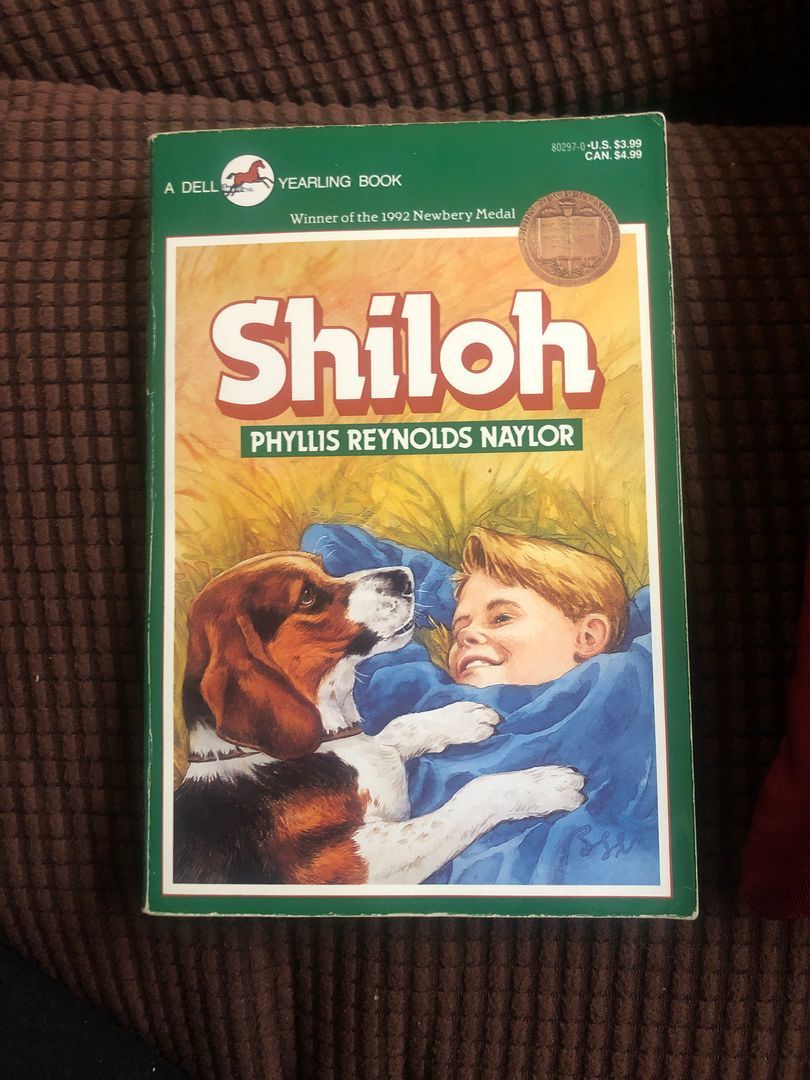 80297-0 • U.S. $3.99
CAN. $4.99
A DELL YEARLING BOOK
Winner of the 1992 Newbery Medal
Shiloh
PHYLLIS REYNOLDS NAYLOR